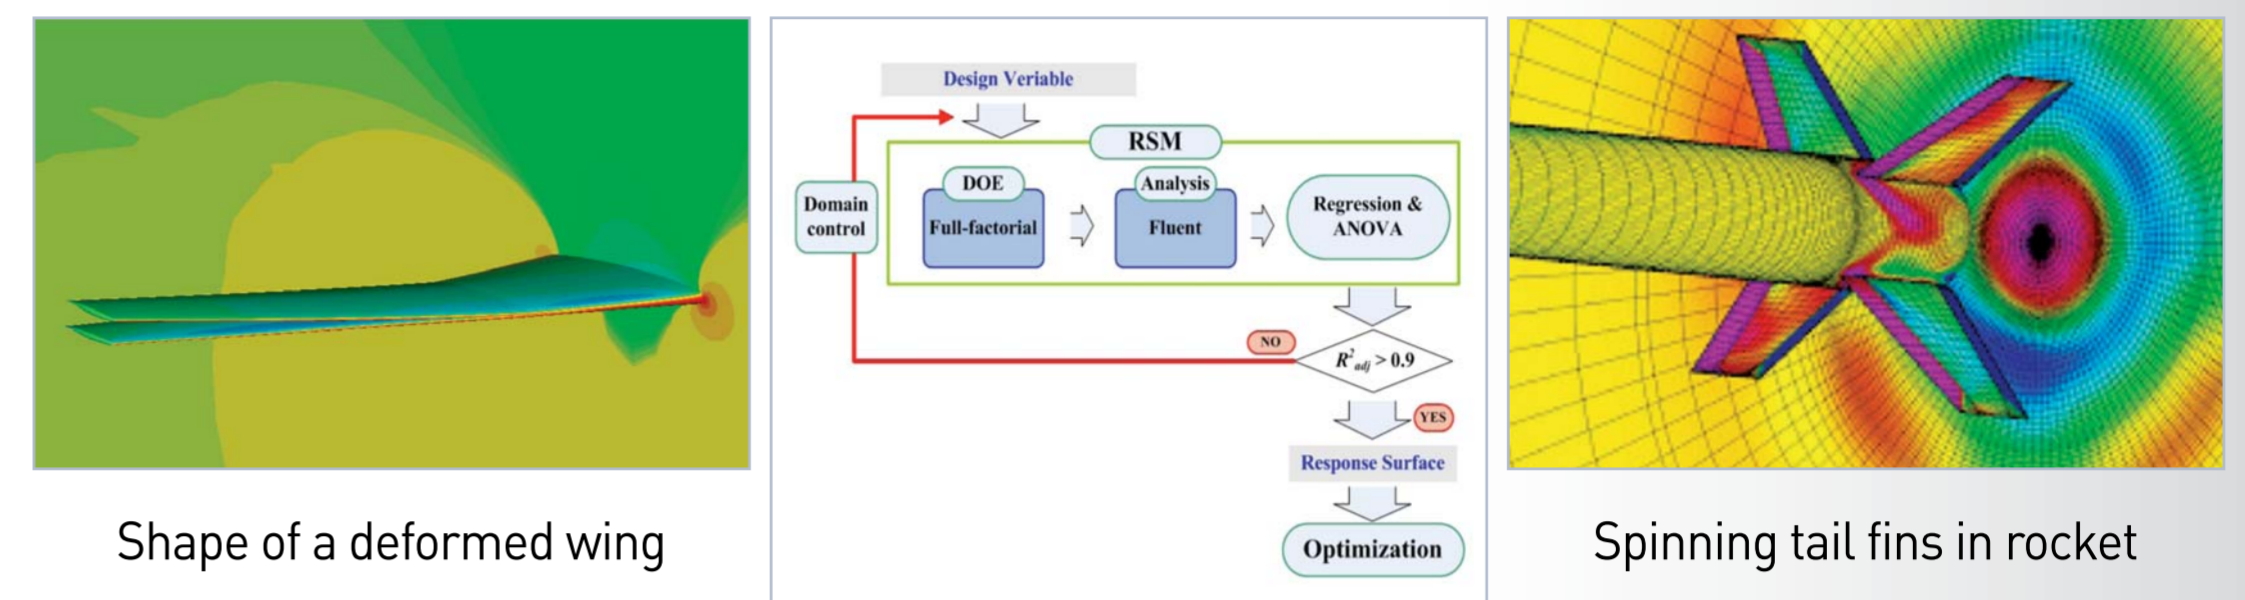 Design Veriable
RSM
DOE
Full-factorial
Analysis
Fluent
Regression &
ANOVA
Domain
control
NO
R²adj > 0.9
YES
Response Surface
Optimization
Shape of a deformed wing
Spinning tail fins in rocket